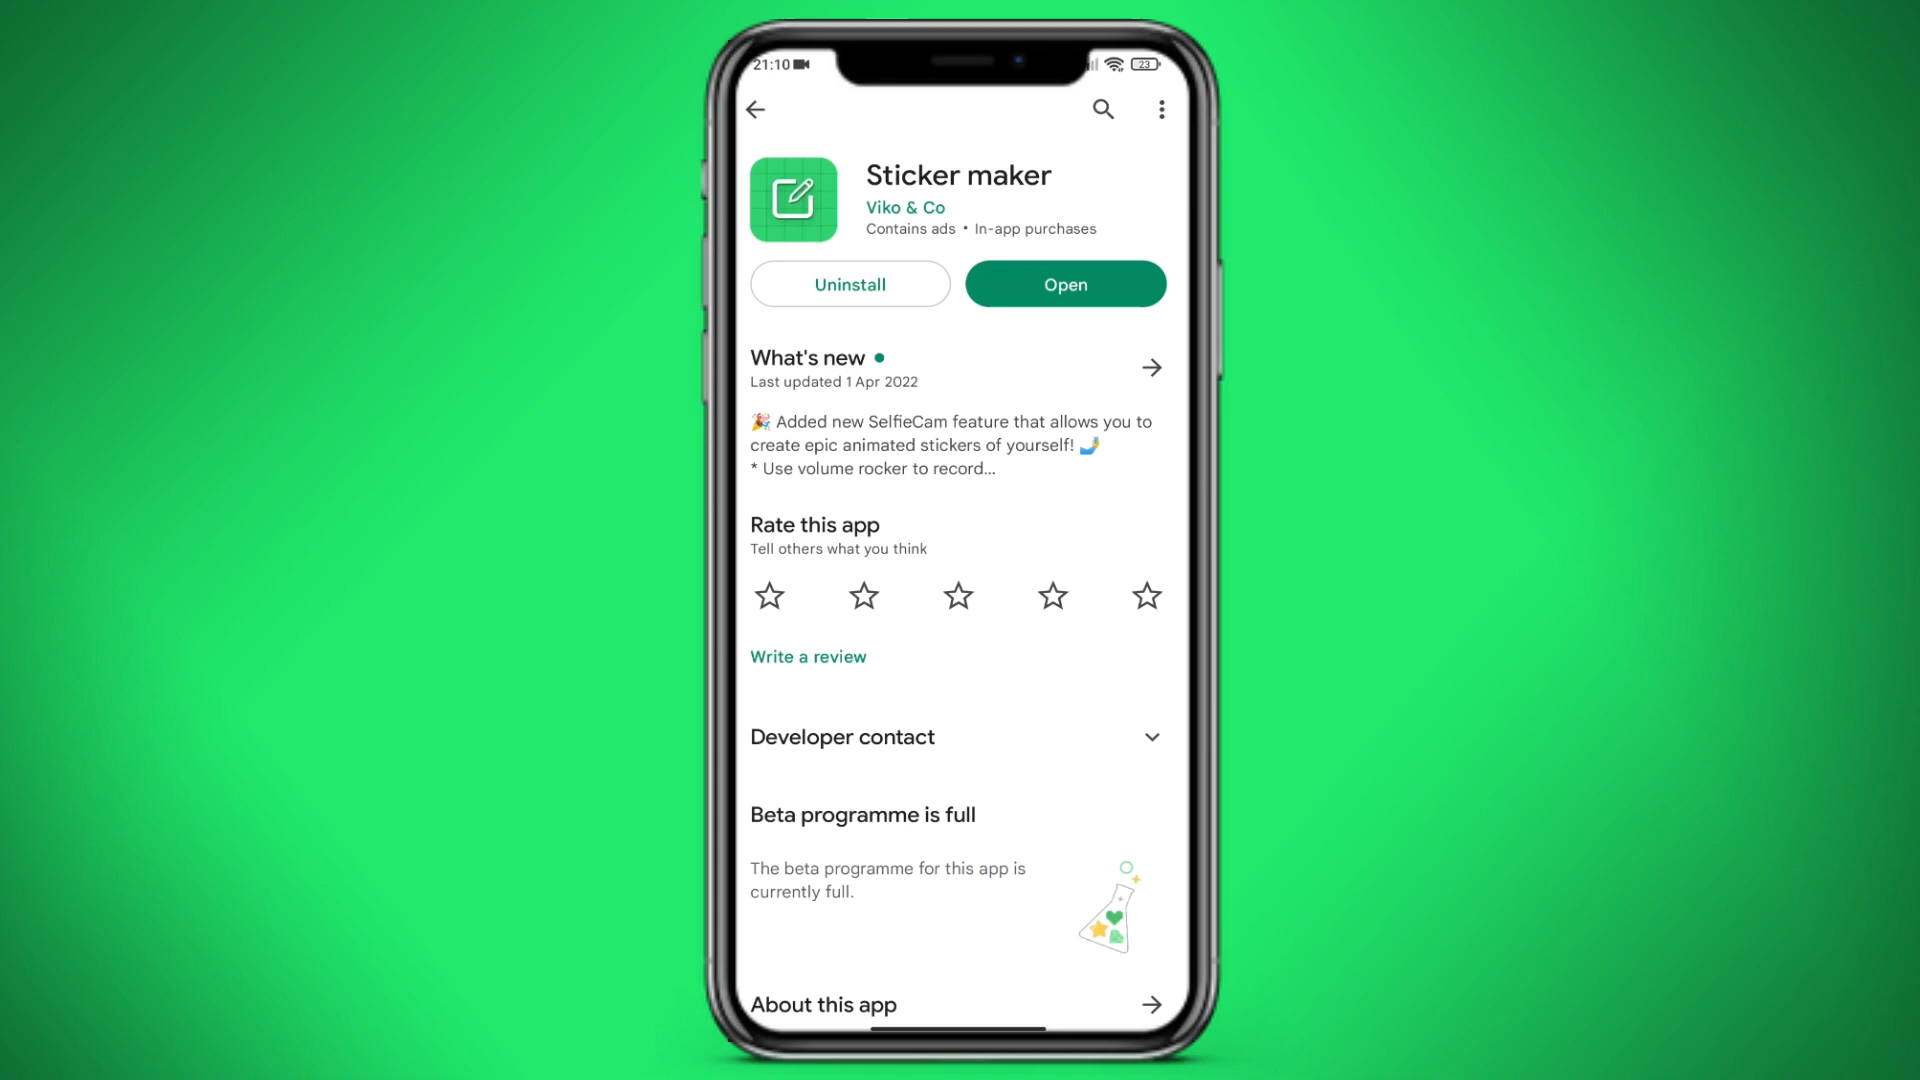 21:10
23
Sticker maker
Viko & Co
Contains ads • In-app purchases
Uninstall
Open
What's new
Last updated 1 Apr 2022
🎉 Added new SelfieCam feature that allows you to
create epic animated stickers of yourself! 🤳
* Use volume rocker to record...
Rate this app
Tell others what you think
Write a review
Developer contact
Beta programme is full
The beta programme for this app is
currently full.
About this app